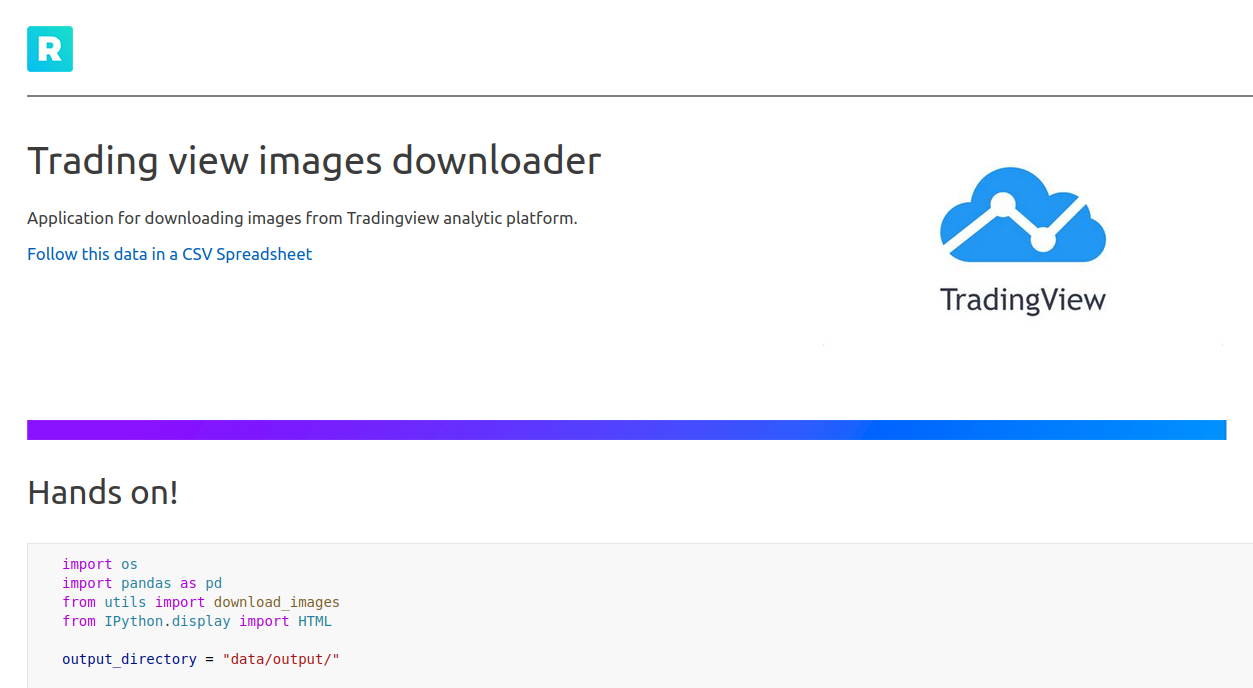 R
Trading view images downloader
Application for downloading images from Tradingview analytic platform.
Follow this data in a CSV Spreadsheet
TradingView
Hands on!
import os
import pandas as pd
from utils import download_images
from IPython.display import HTML
output_directory = "data/output/"